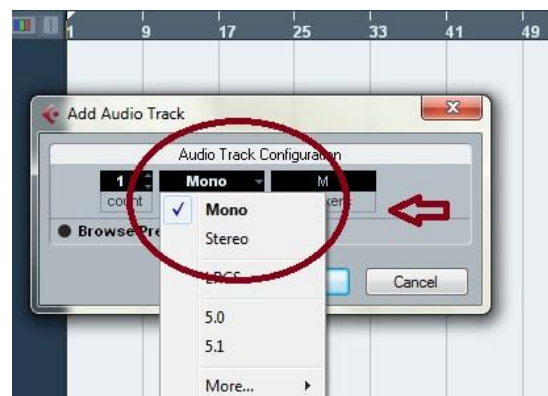 1 9 17 25 33 41 49
Add Audio Track
Audio Track Configuration
1 Mono M
count
Mono
Browse
Stereo
LRCS
Cancel
5.0
5.1
More...